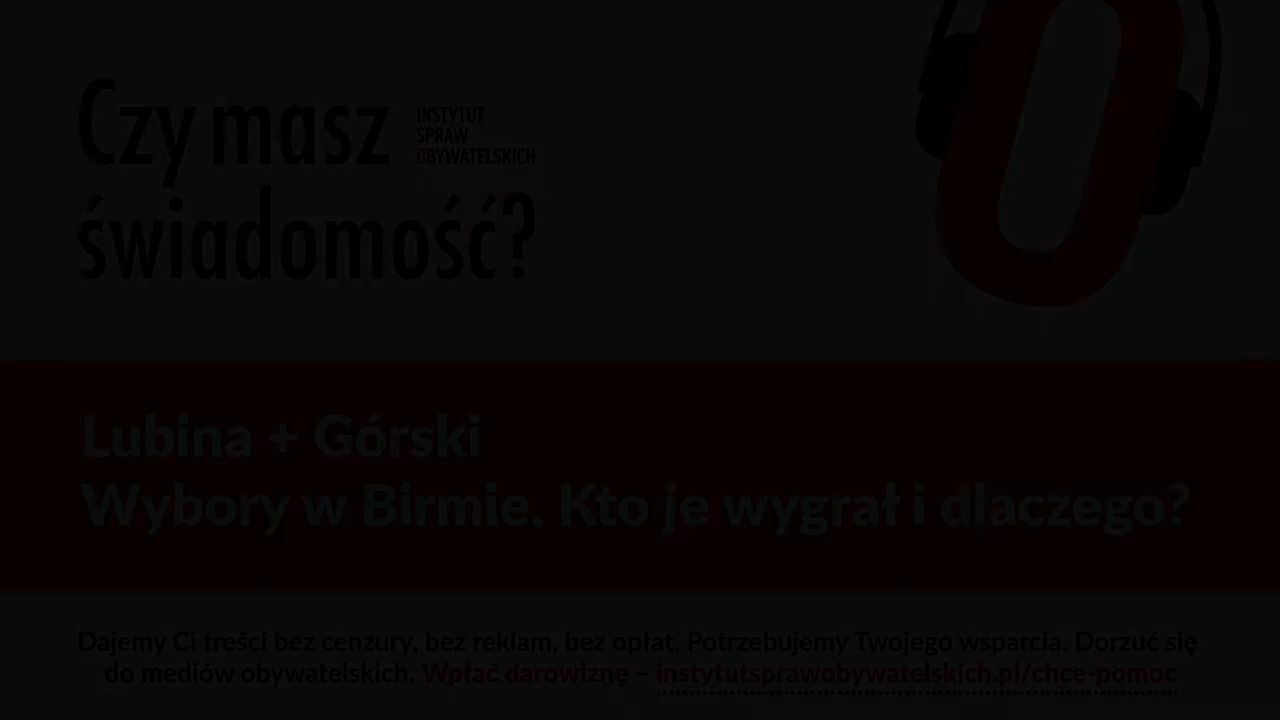 Czy masz
INSTYTUT
SPRAW
OBYWATELSKICH
świadomość?
Lubina + Górski
Wybory w Birmie. Kto je wygrał i dlaczego?
Dajemy Ci treści bez cenzury, bez reklam, bez opłat. Potrzebujemy Twojego wsparcia. Dorzuć się
do mediów obywatelskich. Wpłać darowiznę – instytutsprawobywatelskich.pl/chce-pomoc